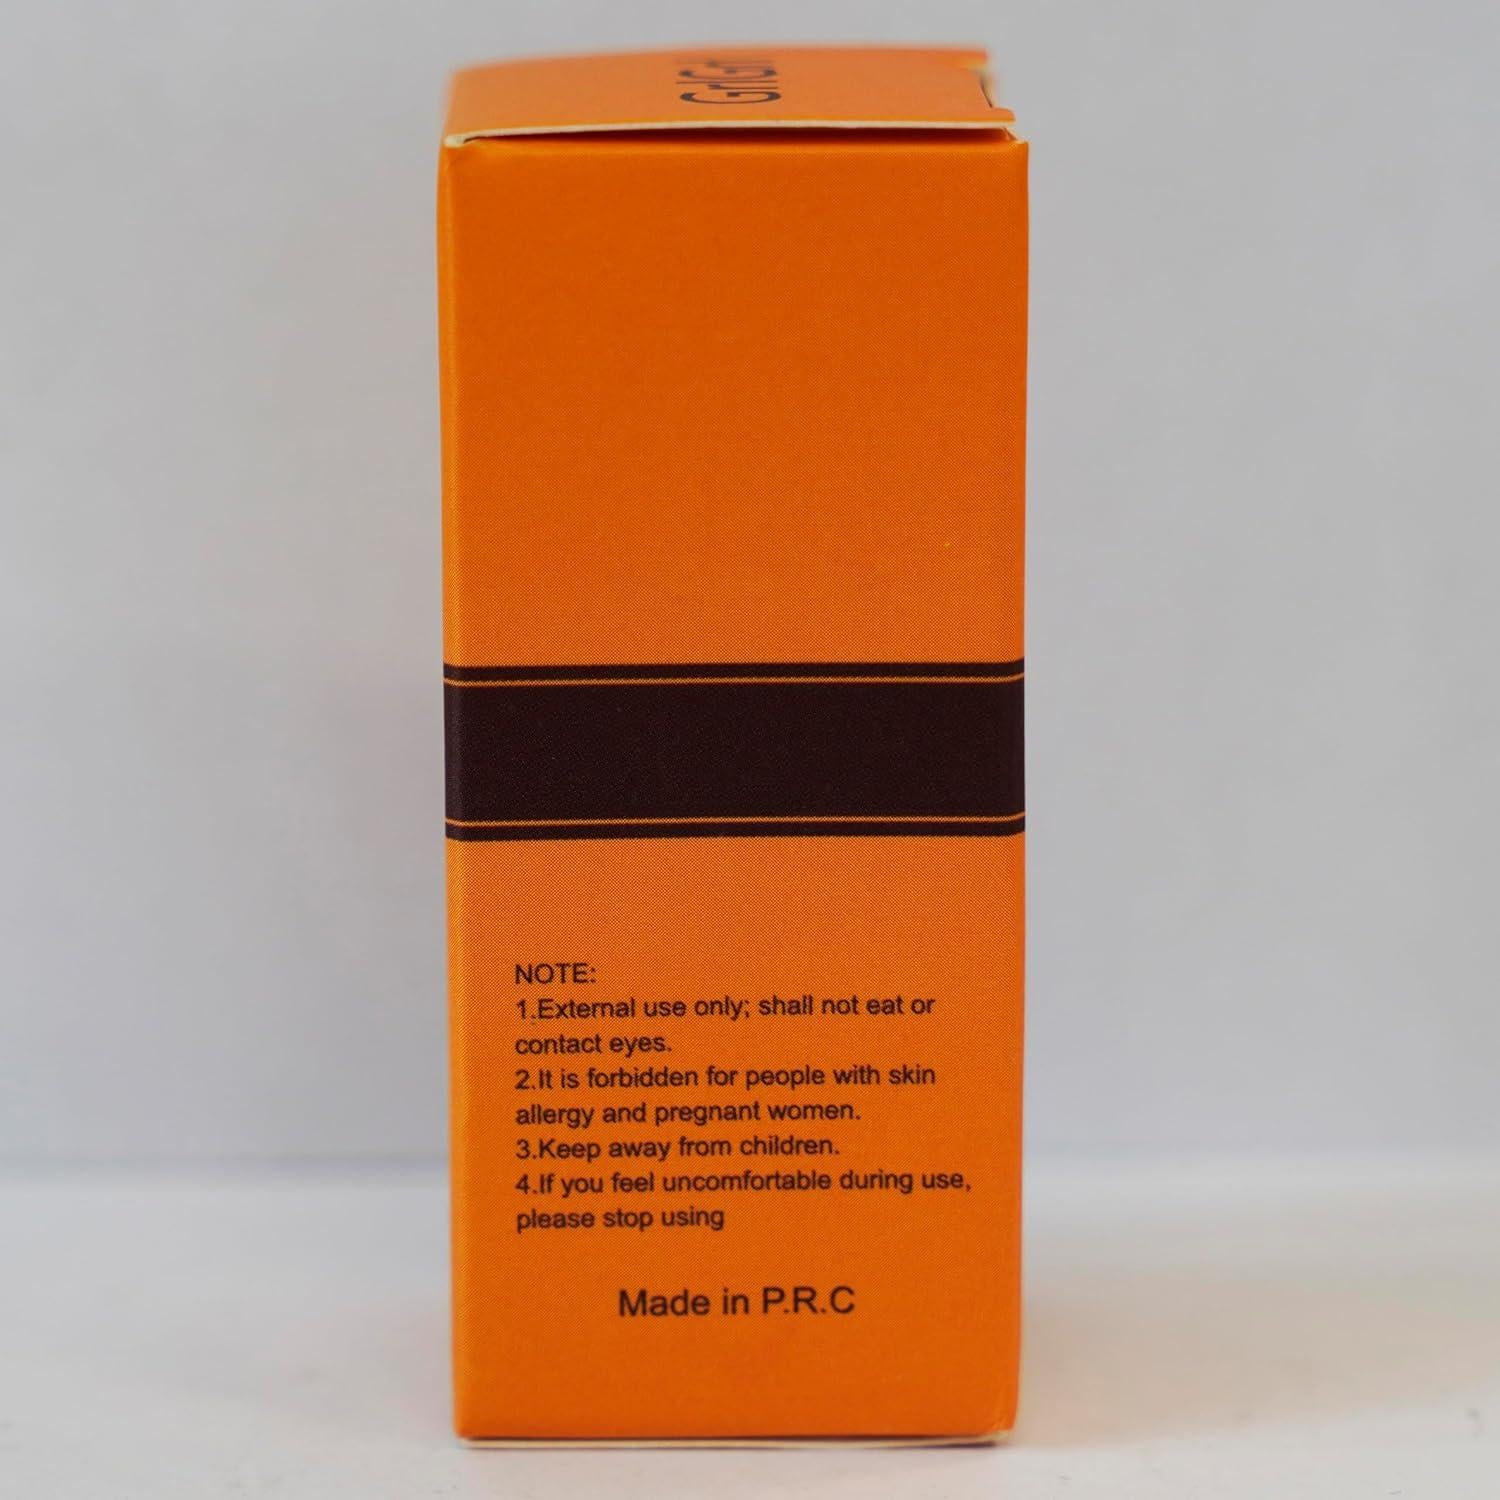 NOTE:
1.External use only; shall not eat or
contact eyes.
2.It is forbidden for people with skin
allergy and pregnant women.
3.Keep away from children.
4.If you feel uncomfortable during use,
please stop using
Made in P.R.C